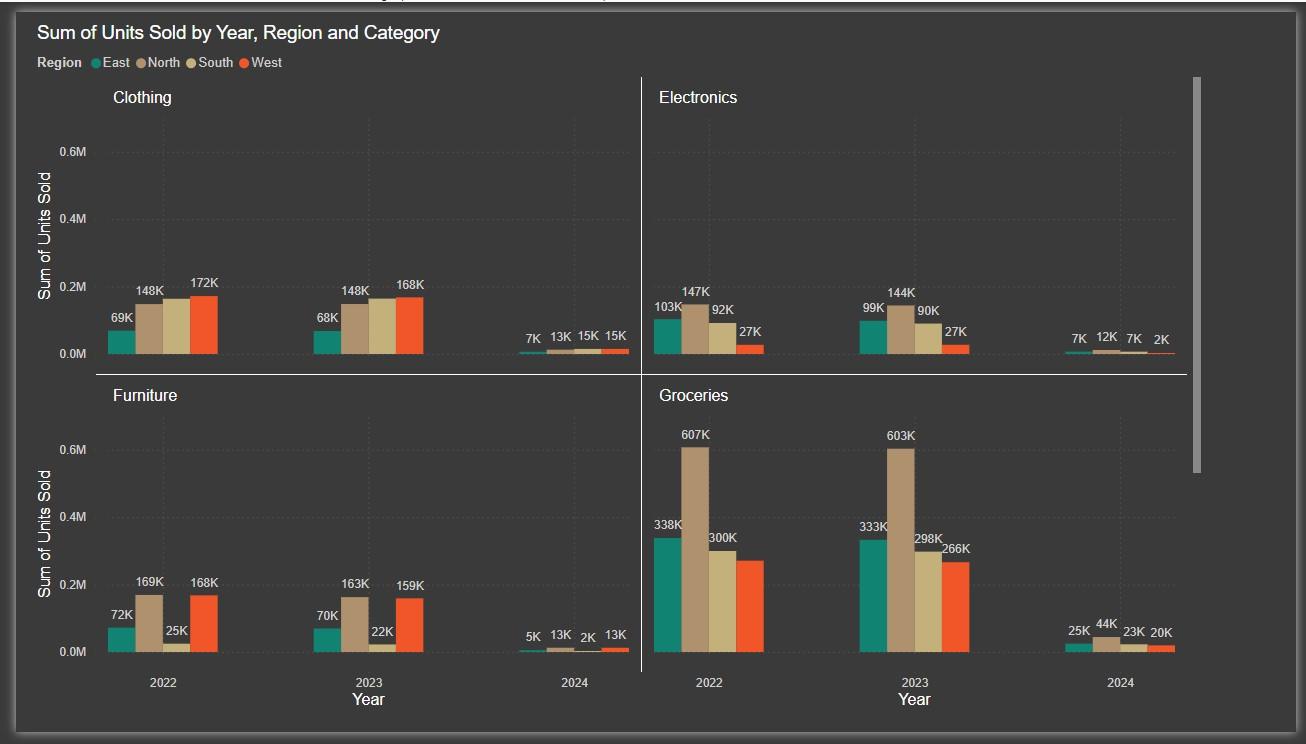 Sum of Units Sold by Year, Region and Category
Region East North South West
Clothing
Electronics
Sum of Units Sold
0.6M
0.4M
0.2M
0.0M
69K 148K 172K
68K 148K 168K
7K 13K 15K 15K
103K 147K 92K 27K
99K 144K 90K 27K
7K 12K 7K 2K
Furniture
Groceries
Sum of Units Sold
0.6M
0.4M
0.2M
0.0M
72K 169K 25K 168K
70K 163K 22K 159K
5K 13K 2K 13K
338K 607K 300K
333K 603K 298K 266K
25K 44K 23K 20K
2022 2023 2024
Year
2022 2023 2024
Year